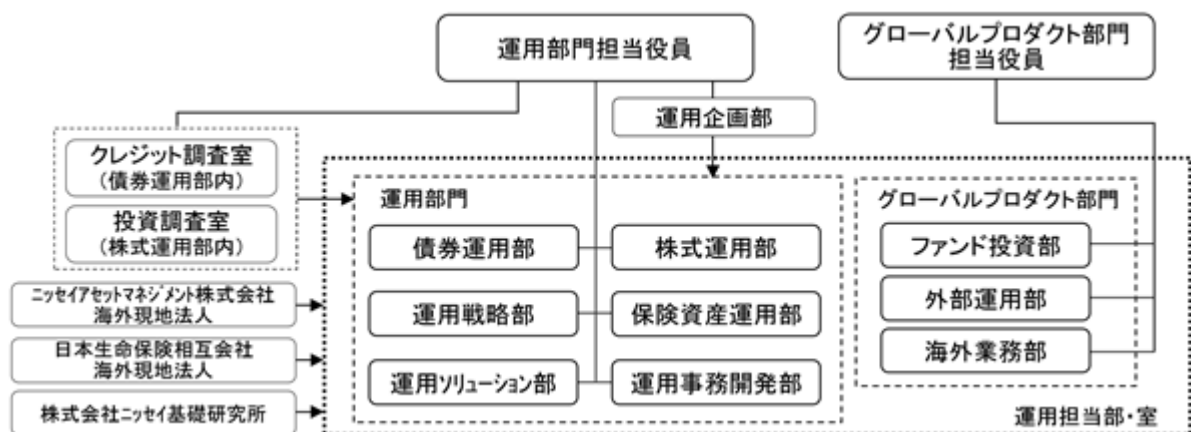 運用部門担当役員
グローバルプロダクト部門
担当役員
運用企画部
クレジット調査室
(債券運用部内)
投資調査室
(株式運用部内)
運用部門
債券運用部
株式運用部
運用戦略部
保険資産運用部
運用ソリューション部
運用事務開発部
グローバルプロダクト部門
ファンド投資部
外部運用部
海外業務部
ニッセイアセットマネジメント株式会社
海外現地法人
日本生命保険相互会社
海外現地法人
株式会社ニッセイ基礎研究所
運用担当部・室